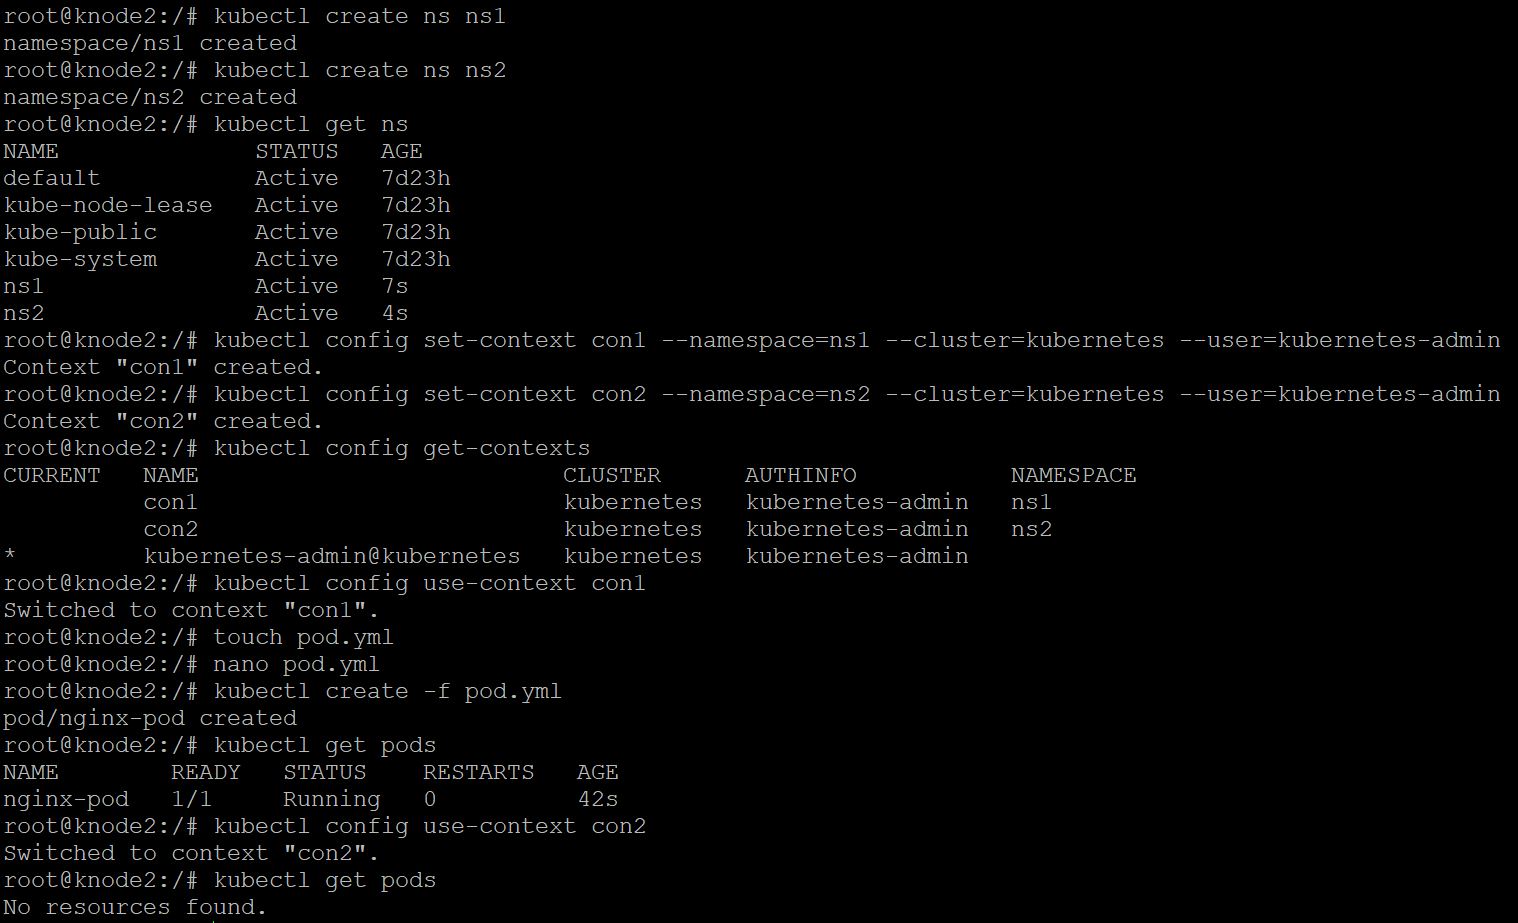 root@knode2:/# kubectl create ns ns1
namespace/ns1 created
root@knode2:/# kubectl create ns ns2
namespace/ns2 created
root@knode2:/# kubectl get ns
NAME              STATUS   AGE
default           Active   7d23h
kube-node-lease   Active   7d23h
kube-public       Active   7d23h
kube-system       Active   7d23h
ns1               Active   7s
ns2               Active   4s
root@knode2:/# kubectl config set-context con1 --namespace=ns1 --cluster=kubernetes --user=kubernetes-admin
Context "con1" created.
root@knode2:/# kubectl config set-context con2 --namespace=ns2 --cluster=kubernetes --user=kubernetes-admin
Context "con2" created.
root@knode2:/# kubectl config get-contexts
CURRENT   NAME                          CLUSTER      AUTHINFO           NAMESPACE
          con1                          kubernetes   kubernetes-admin   ns1
          con2                          kubernetes   kubernetes-admin   ns2
*         kubernetes-admin@kubernetes   kubernetes   kubernetes-admin
root@knode2:/# kubectl config use-context con1
Switched to context "con1".
root@knode2:/# touch pod.yml
root@knode2:/# nano pod.yml
root@knode2:/# kubectl create -f pod.yml
pod/nginx-pod created
root@knode2:/# kubectl get pods
NAME        READY   STATUS    RESTARTS   AGE
nginx-pod   1/1     Running   0          42s
root@knode2:/# kubectl config use-context con2
Switched to context "con2".
root@knode2:/# kubectl get pods
No resources found.